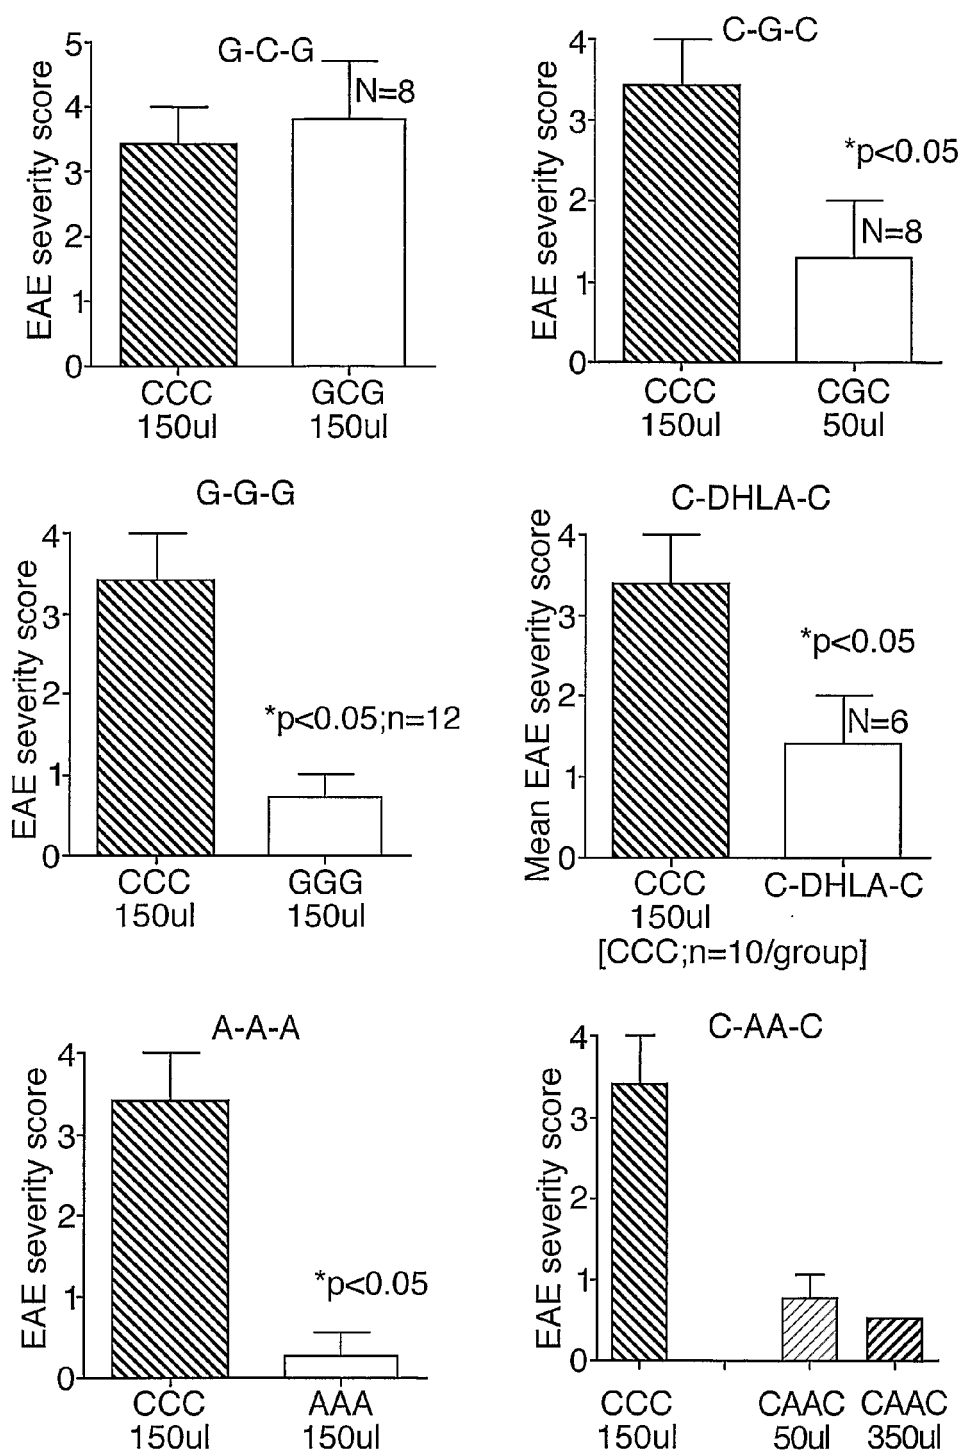 G-C-G
EAE severity score
5
4
3
2
1
0
N=8
CCC GCG
150ul 150ul
C-G-C
EAE severity score
4
3
2
1
0
*p<0.05
N=8
CCC CGC
150ul 50ul
G-G-G
EAE severity score
4
3
2
1
0
*p<0.05;n=12
CCC GGG
150ul 150ul
C-DHLA-C
Mean EAE severity score
4
3
2
1
0
*p<0.05
N=6
CCC C-DHLA-C
150ul
[CCC;n=10/group]
A-A-A
EAE severity score
4
3
2
1
0
*p<0.05
CCC AAA
150ul 150ul
C-AA-C
EAE severity score
4
3
2
1
0
CCC CAAC CAAC
150ul 50ul 350ul